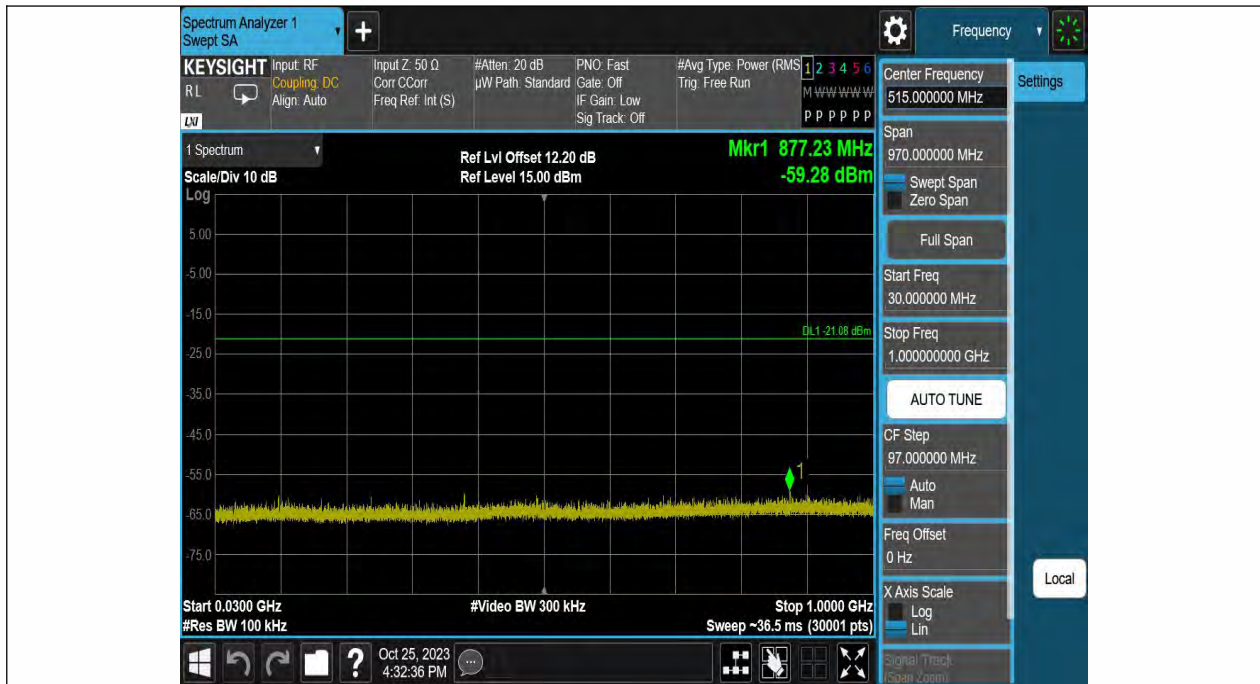 Spectrum Analyzer 1
Swept SA
+
Frequency
KEYSIGHT
RL
LXI
Input: RF
Coupling: DC
Align: Auto
Input Z: 50 Ω
Corr CCorr
Freq Ref: Int (S)
#Atten: 20 dB
µW Path: Standard
PNO: Fast
Gate: Off
IF Gain: Low
Sig Track: Off
#Avg Type: Power (RMS
Trig: Free Run
1 2 3 4 5 6
M W W W W W
P P P P P P
1 Spectrum
Scale/Div 10 dB
Ref Lvl Offset 12.20 dB
Ref Level 15.00 dBm
Mkr1 877.23 MHz
-59.28 dBm
Log
5.00
-5.00
-15.0
DL1 -21.08 dBm
-25.0
-35.0
-45.0
-55.0
1
-65.0
-75.0
Start 0.0300 GHz
#Res BW 100 kHz
#Video BW 300 kHz
Stop 1.0000 GHz
Sweep ~36.5 ms (30001 pts)
?
Oct 25, 2023
4:32:36 PM
Center Frequency
515.000000 MHz
Settings
Span
970.000000 MHz
Swept Span
Zero Span
Full Span
Start Freq
30.000000 MHz
Stop Freq
1.000000000 GHz
AUTO TUNE
CF Step
97.000000 MHz
Auto
Man
Freq Offset
0 Hz
X Axis Scale
Log
Lin
Local
Signal Track
(Span Zoom)